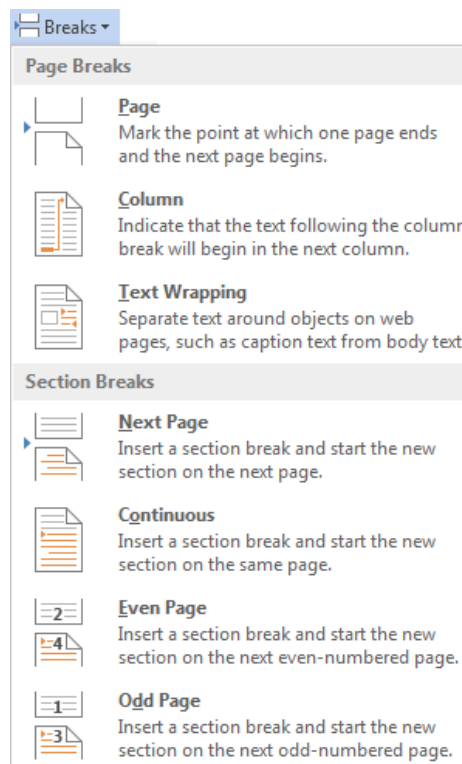 Breaks
Page Breaks
Page
Mark the point at which one page ends
and the next page begins.
Column
Indicate that the text following the column
break will begin in the next column.
Text Wrapping
Separate text around objects on web
pages, such as caption text from body text
Section Breaks
Next Page
Insert a section break and start the new
section on the next page.
Continuous
Insert a section break and start the new
section on the same page.
Even Page
2
Insert a section break and start the new
4
section on the next even-numbered page.
Odd Page
1
Insert a section break and start the new
3
section on the next odd-numbered page.